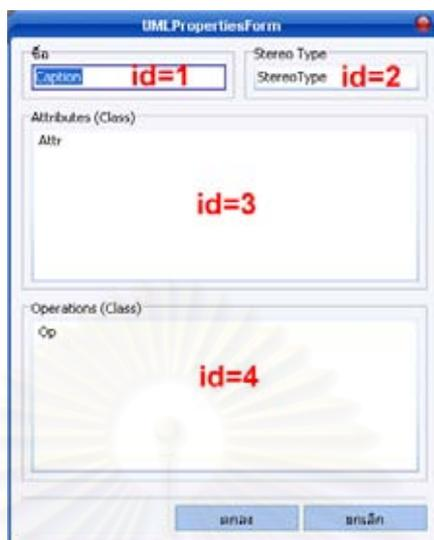 UMLPropertiesForm
ชื่อ
Stereo Type
Caption id=1
StereoType id=2
Attributes (Class)
Attr
id=3
Operations (Class)
Op
id=4
ตกลง
ยกเลิก